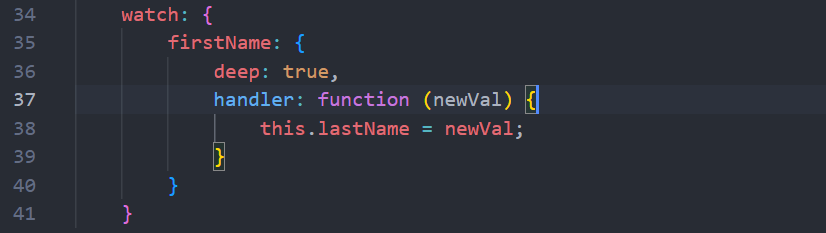 34 watch: {
35 firstName: {
36 deep: true,
37 handler: function (newVal) {
38 this.lastName = newVal;
39 }
40 }
41 }